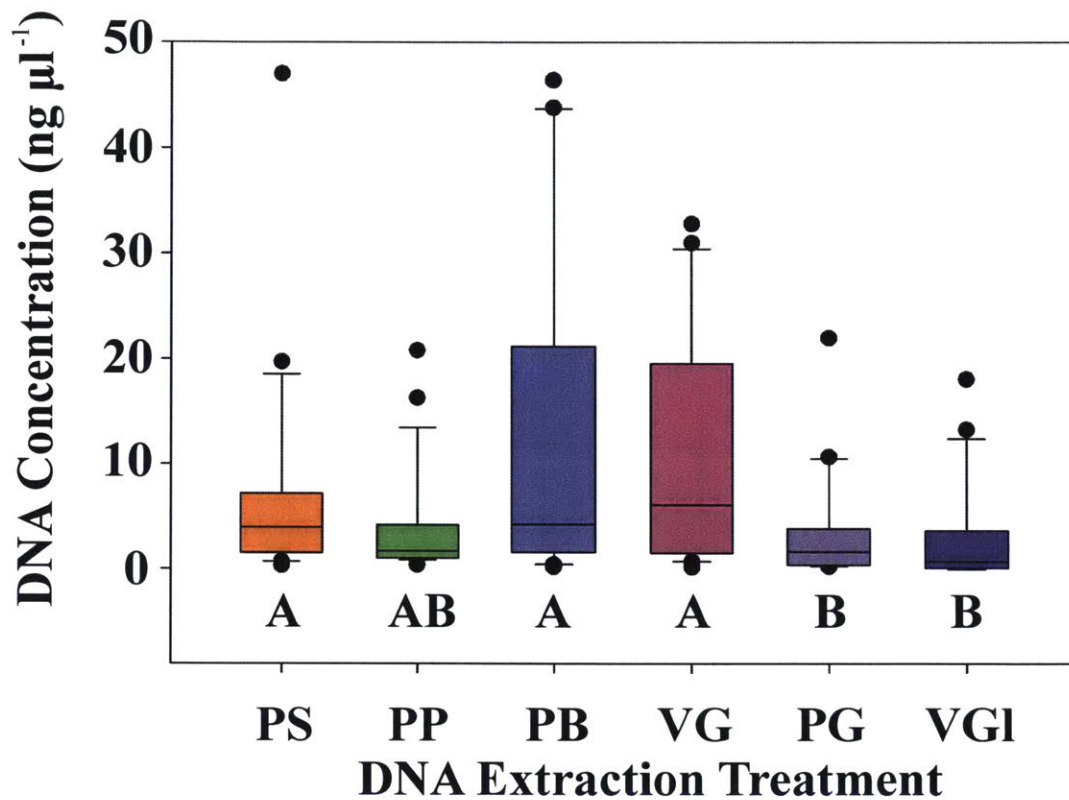 DNA Concentration (ng µl⁻¹)
50
40
30
20
10
0
A AB A A B B
PS PP PB VG PG VGl
DNA Extraction Treatment